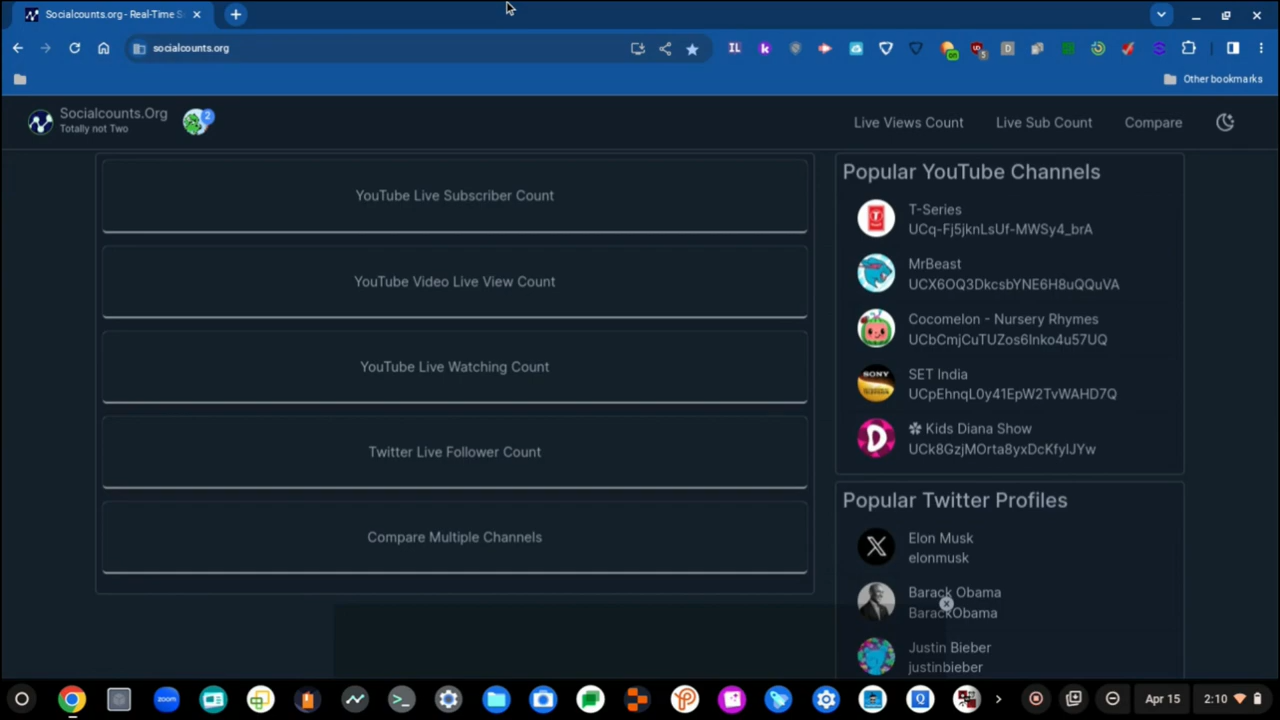 Socialcounts.org - Real-Time S
socialcounts.org
Other bookmarks
Socialcounts.Org
Totally not Two
2
Live Views Count
Live Sub Count
Compare
YouTube Live Subscriber Count
YouTube Video Live View Count
YouTube Live Watching Count
Twitter Live Follower Count
Compare Multiple Channels
Popular YouTube Channels
T-Series
UCq-Fj5jknLsUf-MWSy4_brA
MrBeast
UCX6OQ3DkcsbYNE6H8uQQuVA
Cocomelon - Nursery Rhymes
UCbCmjCuTUZos6Inko4u57UQ
SET India
UCpEhnqL0y41EpW2TvWAHD7Q
✿ Kids Diana Show
UCk8GzjMOrta8yxDcKfylJYw
Popular Twitter Profiles
Elon Musk
elonmusk
Barack Obama
BarackObama
Justin Bieber
justinbieber
zoom
Apr 15
2:10